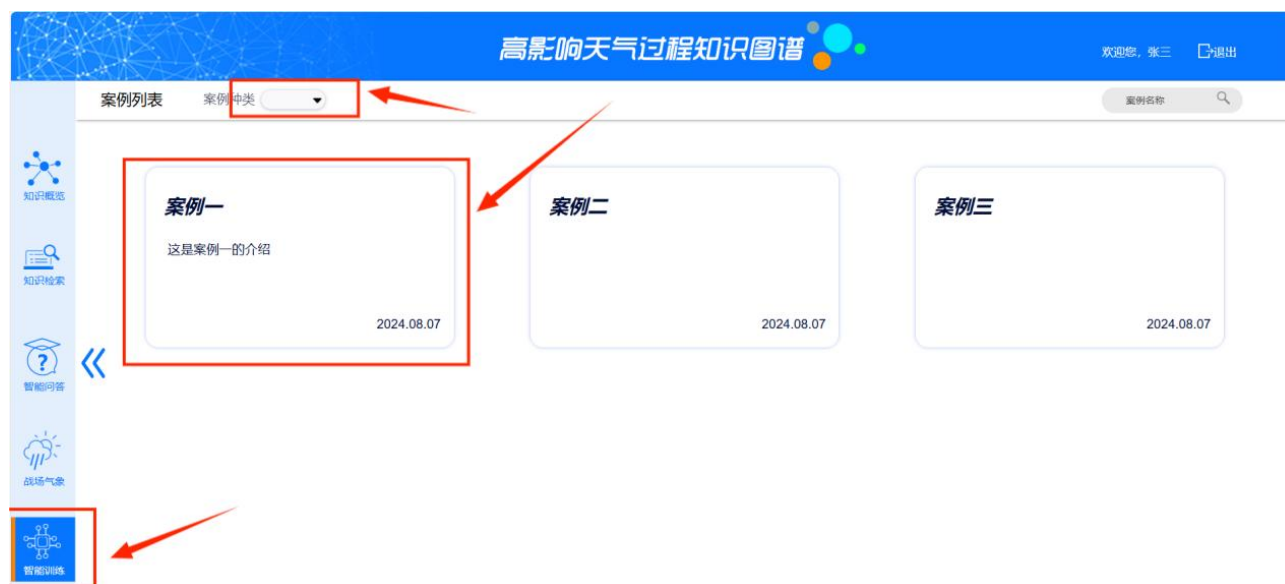 高影响天气过程知识图谱
欢迎您，张三 退出
案例列表 案例种类 案例名称
知识概览
知识检索
智能问答
战场气象
智能训练
案例一
这是案例一的介绍
2024.08.07
案例二
2024.08.07
案例三
2024.08.07